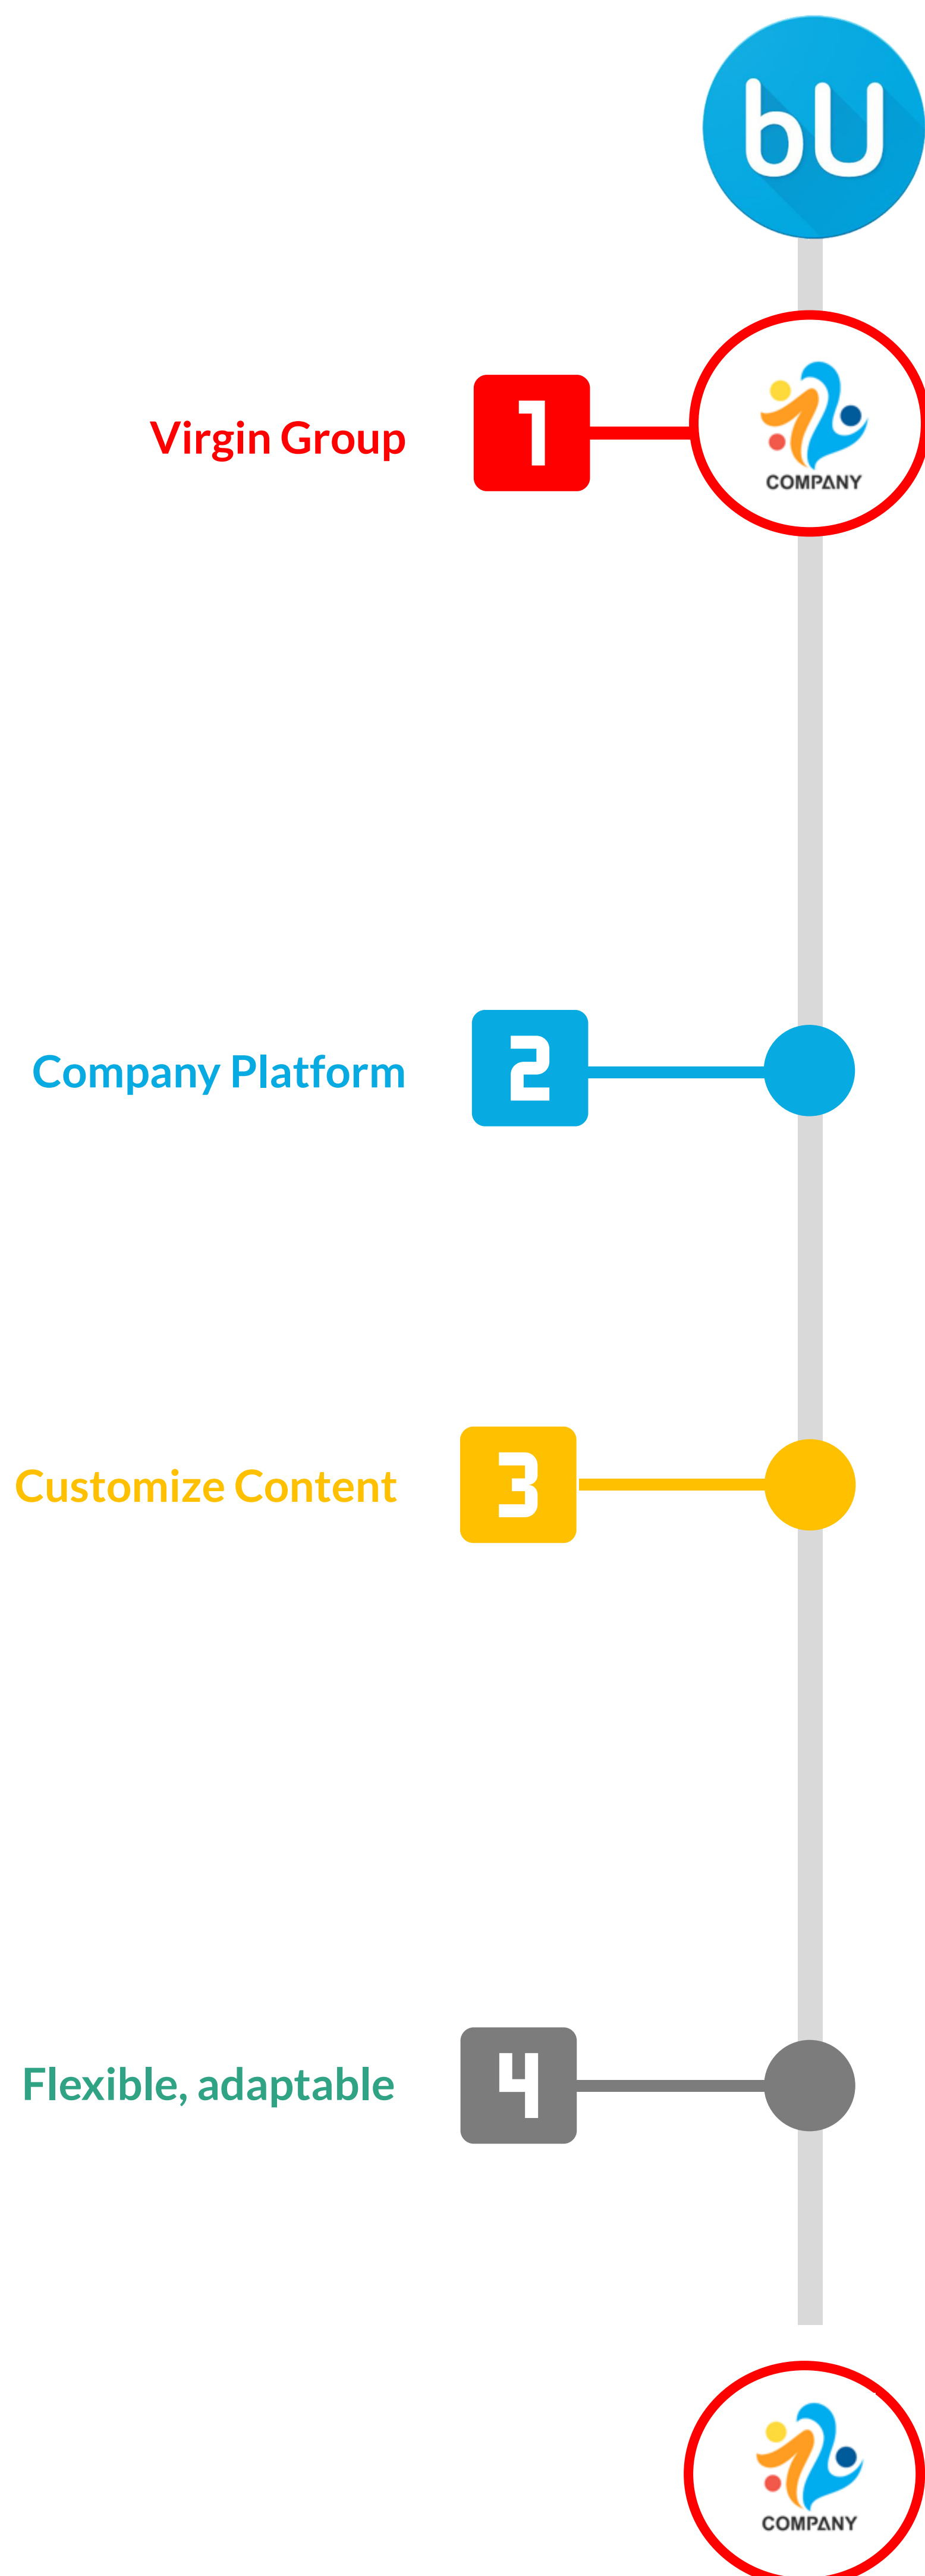 bU
COMPANY
Virgin Group 1
Company Platform 2
Customize Content 3
Flexible, adaptable 4
COMPANY